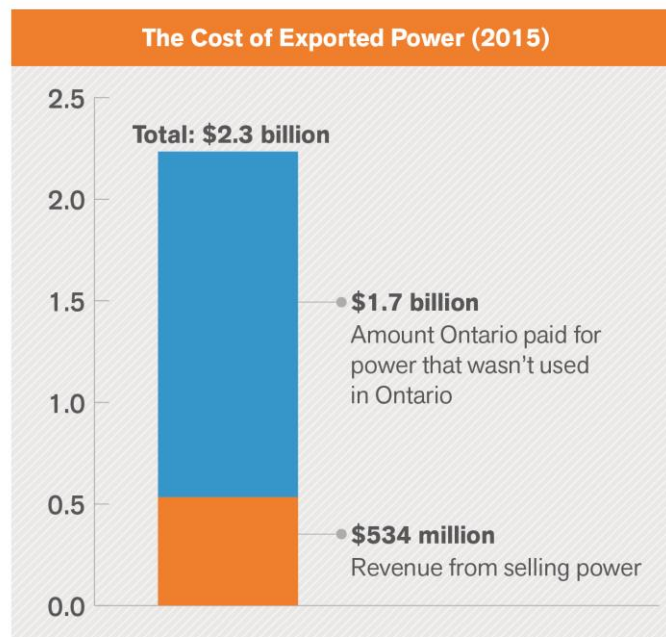 The Cost of Exported Power (2015)
2.5
Total: $2.3 billion
2.0
1.5
$1.7 billion
Amount Ontario paid for
power that wasn't used
in Ontario
1.0
0.5
$534 million
Revenue from selling power
0.0